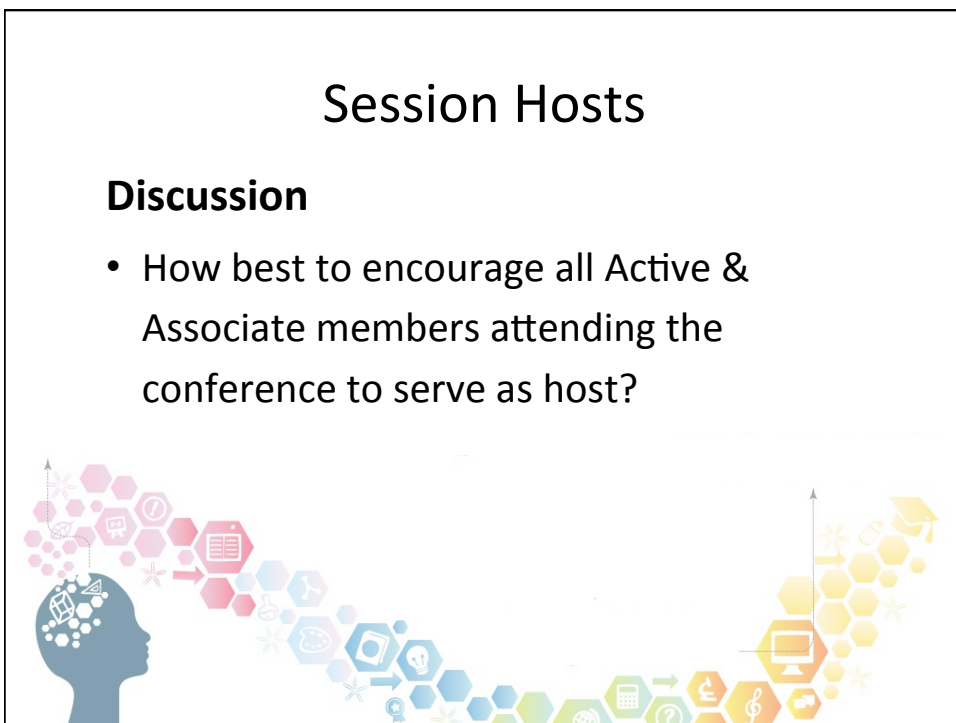 Session Hosts
Discussion
• How best to encourage all Active &
Associate members attending the
conference to serve as host?